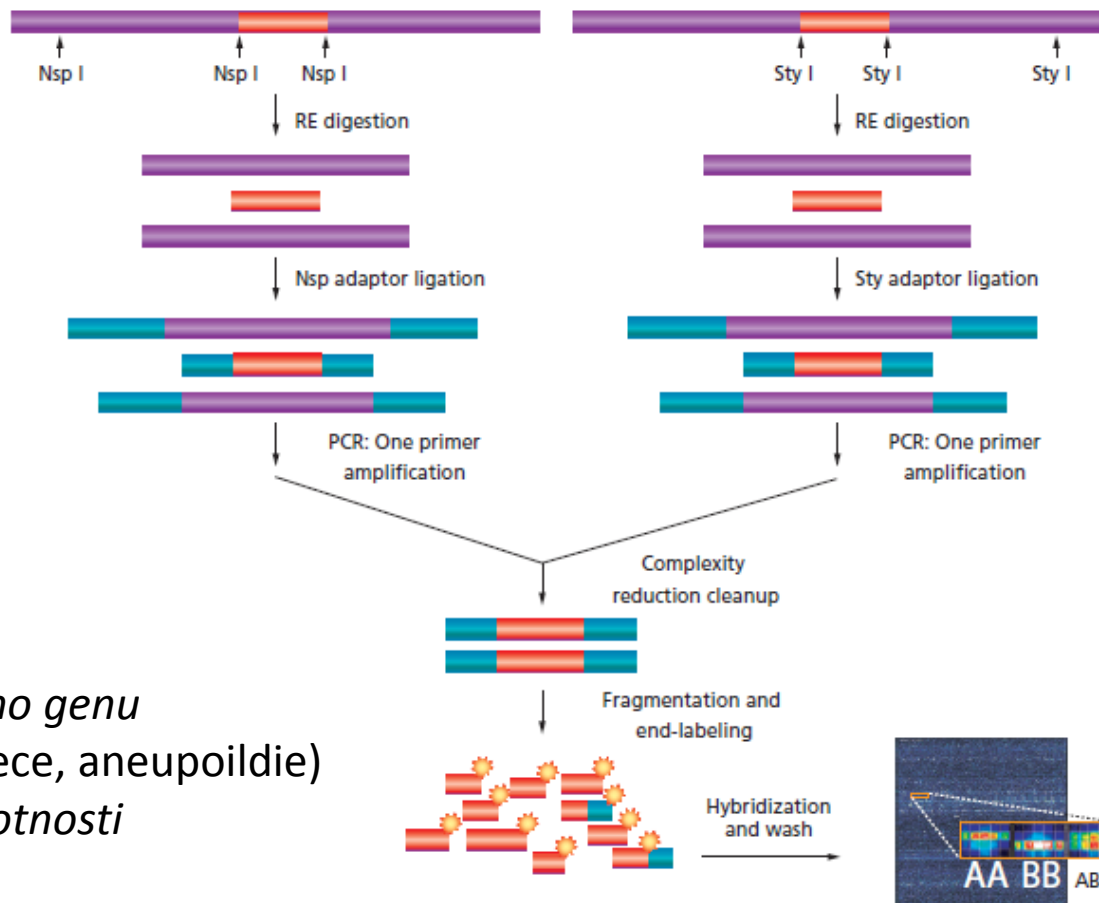 Nsp I Nsp I Nsp I Sty I Sty I Sty I
RE digestion RE digestion
Nsp adaptor ligation Sty adaptor ligation
PCR: One primer PCR: One primer
amplification amplification
Complexity
reduction cleanup
no genu
Fragmentation and
end-labeling
ece, aneupoildie)
otnosti
Hybridization
and wash
AA BB AB